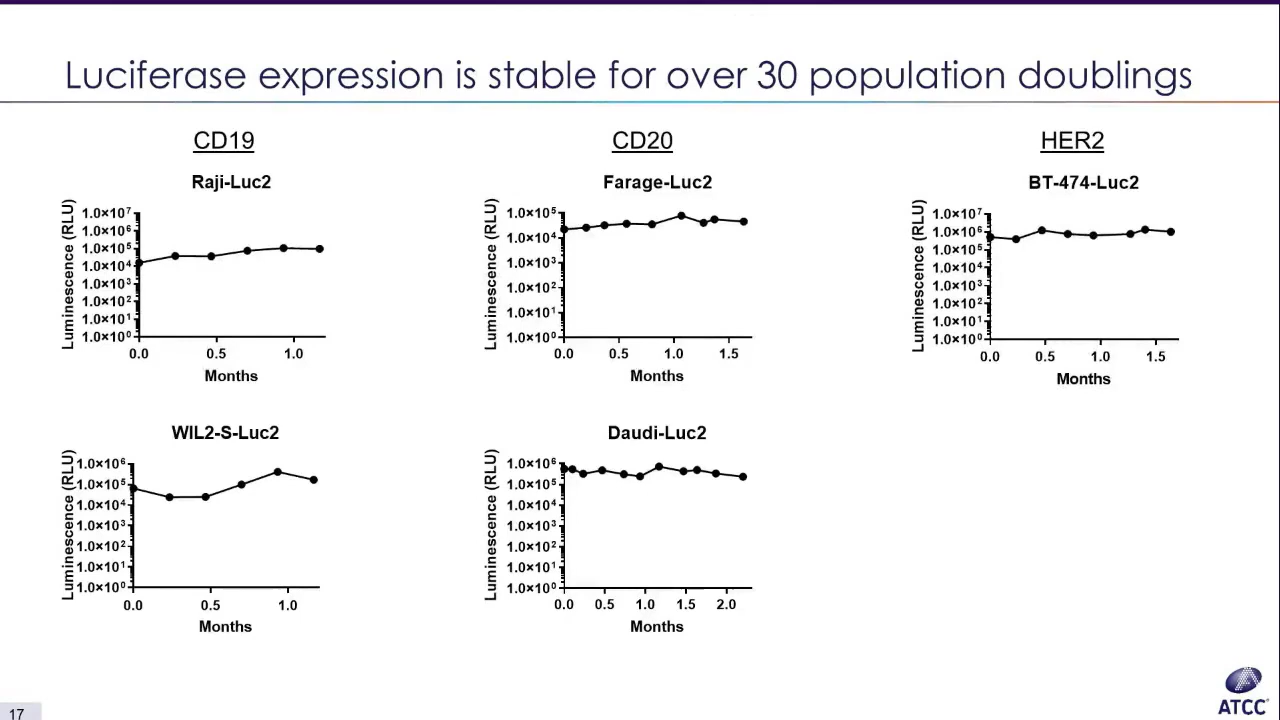 Luciferase expression is stable for over 30 population doublings
CD19
Raji-Luc2
Luminescence (RLU)
1.0×10⁷
1.0×10⁶
1.0×10⁵
1.0×10⁴
1.0×10³
1.0×10²
1.0×10¹
1.0×10⁰
0.0 0.5 1.0
Months
WIL2-S-Luc2
Luminescence (RLU)
1.0×10⁶
1.0×10⁵
1.0×10⁴
1.0×10³
1.0×10²
1.0×10¹
1.0×10⁰
0.0 0.5 1.0
Months
CD20
Farage-Luc2
Luminescence (RLU)
1.0×10⁵
1.0×10⁴
1.0×10³
1.0×10²
1.0×10¹
1.0×10⁰
0.0 0.5 1.0 1.5
Months
Daudi-Luc2
Luminescence (RLU)
1.0×10⁶
1.0×10⁵
1.0×10⁴
1.0×10³
1.0×10²
1.0×10¹
1.0×10⁰
0.0 0.5 1.0 1.5 2.0
Months
HER2
BT-474-Luc2
Luminescence (RLU)
1.0×10⁷
1.0×10⁶
1.0×10⁵
1.0×10⁴
1.0×10³
1.0×10²
1.0×10¹
1.0×10⁰
0.0 0.5 1.0 1.5
Months
17
ATCC